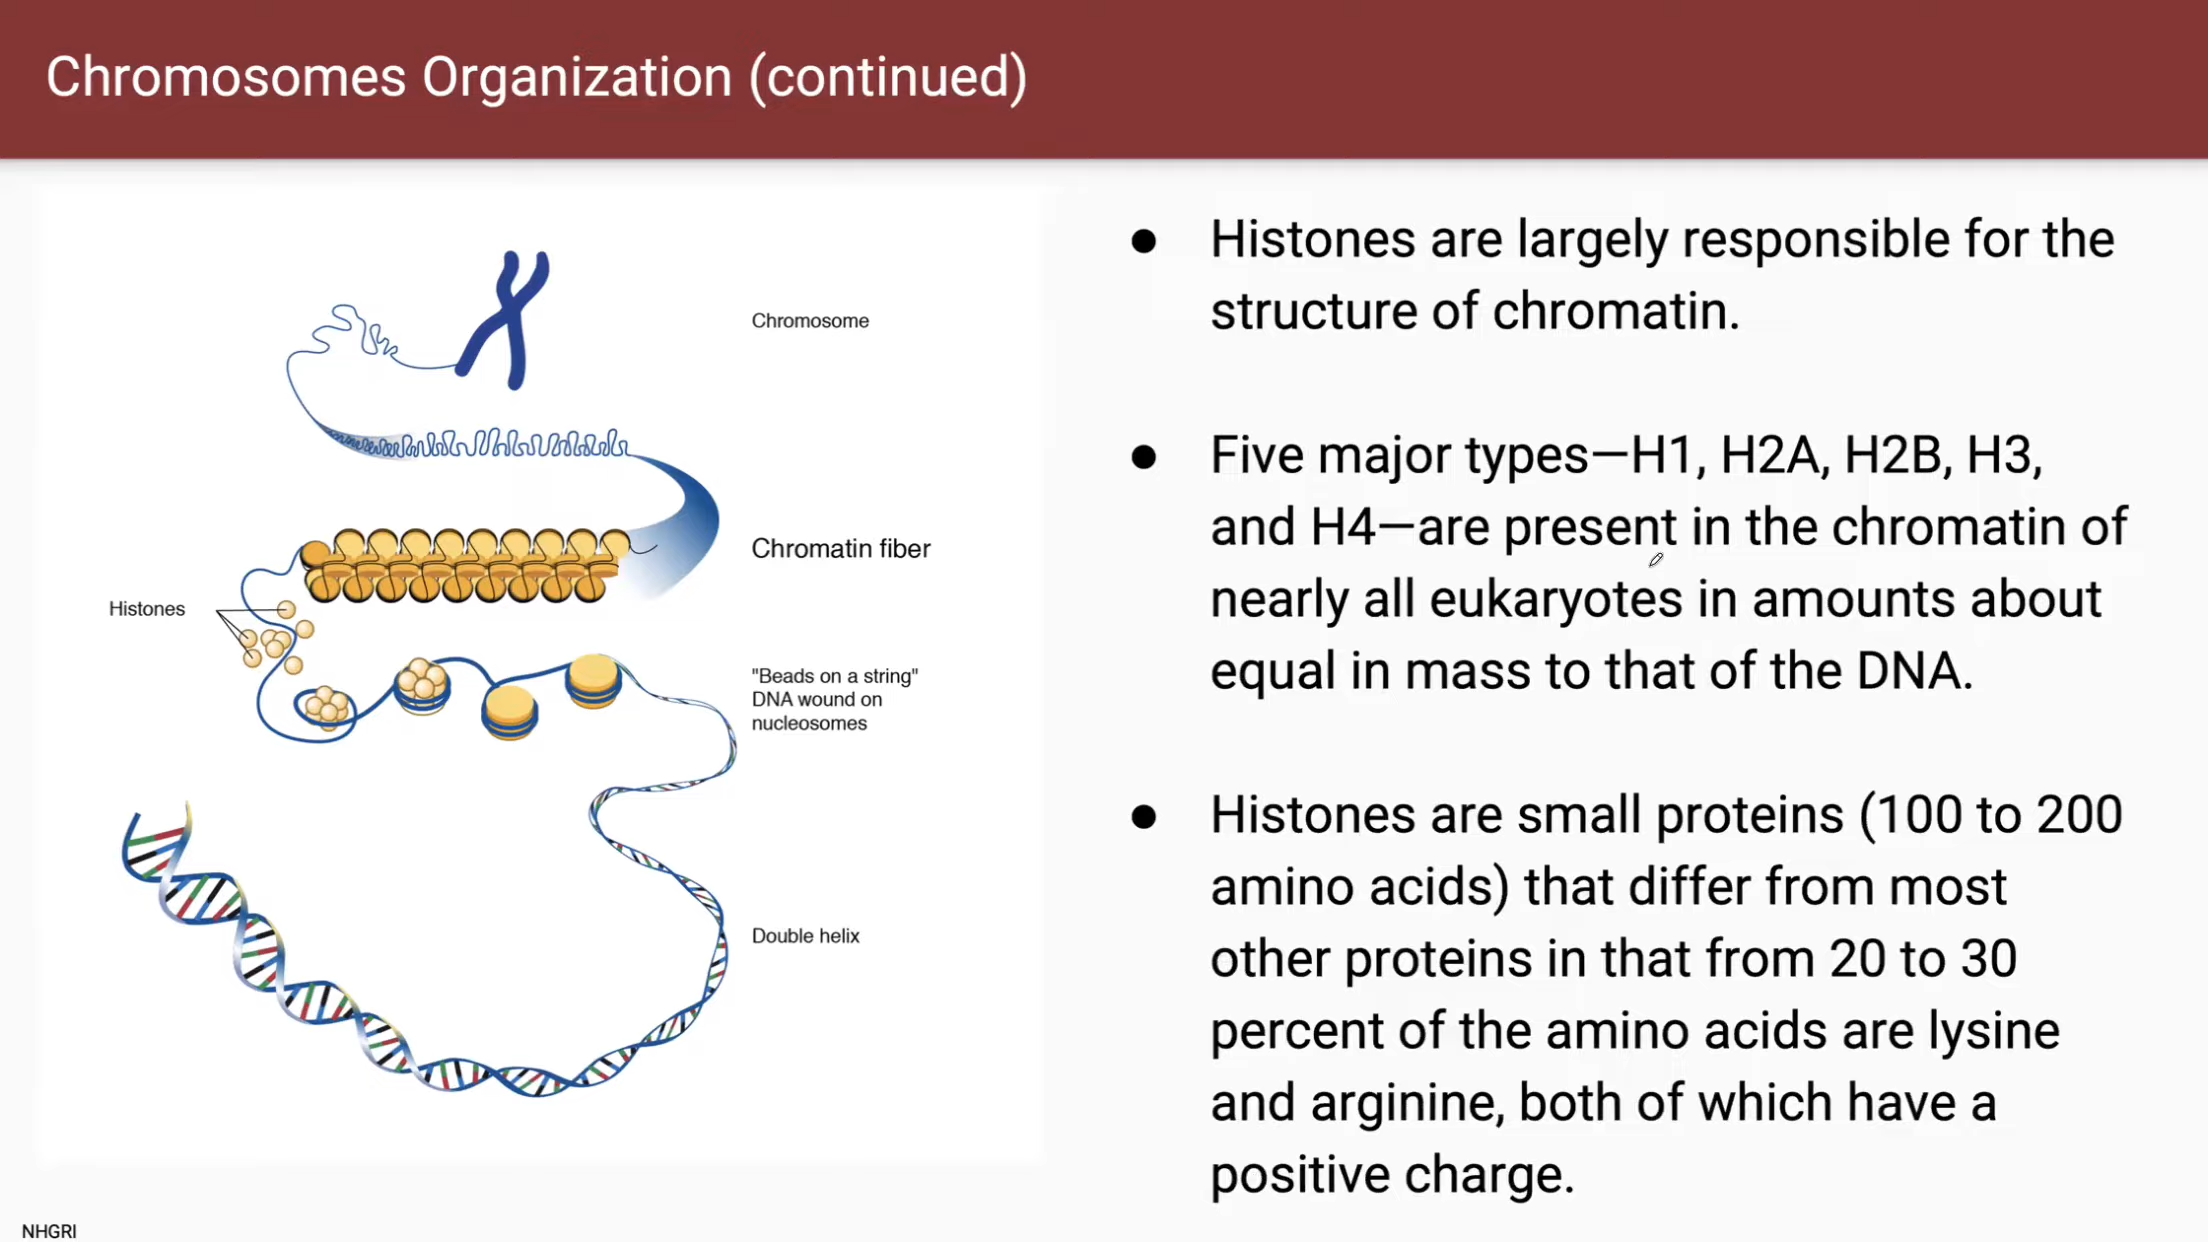 Chromosomes Organization (continued)
Chromosome
Chromatin fiber
Histones
"Beads on a string"
DNA wound on
nucleosomes
Double helix
● Histones are largely responsible for the
structure of chromatin.
● Five major types—H1, H2A, H2B, H3,
and H4—are present in the chromatin of
nearly all eukaryotes in amounts about
equal in mass to that of the DNA.
● Histones are small proteins (100 to 200
amino acids) that differ from most
other proteins in that from 20 to 30
percent of the amino acids are lysine
and arginine, both of which have a
positive charge.
NHGRI